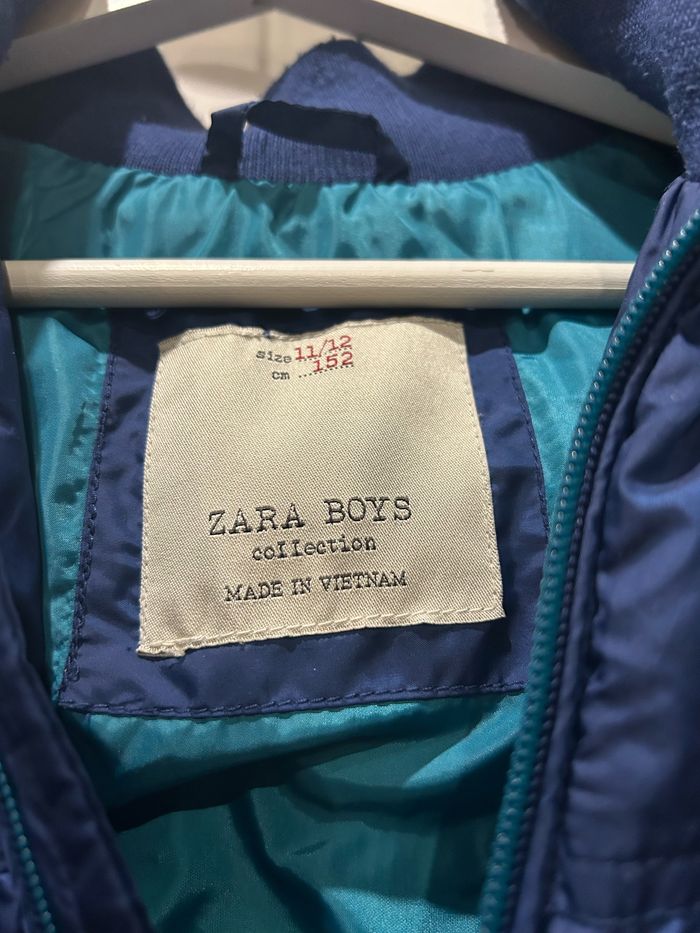 size 11/12
cm 152
ZARA BOYS
collection
MADE IN VIETNAM